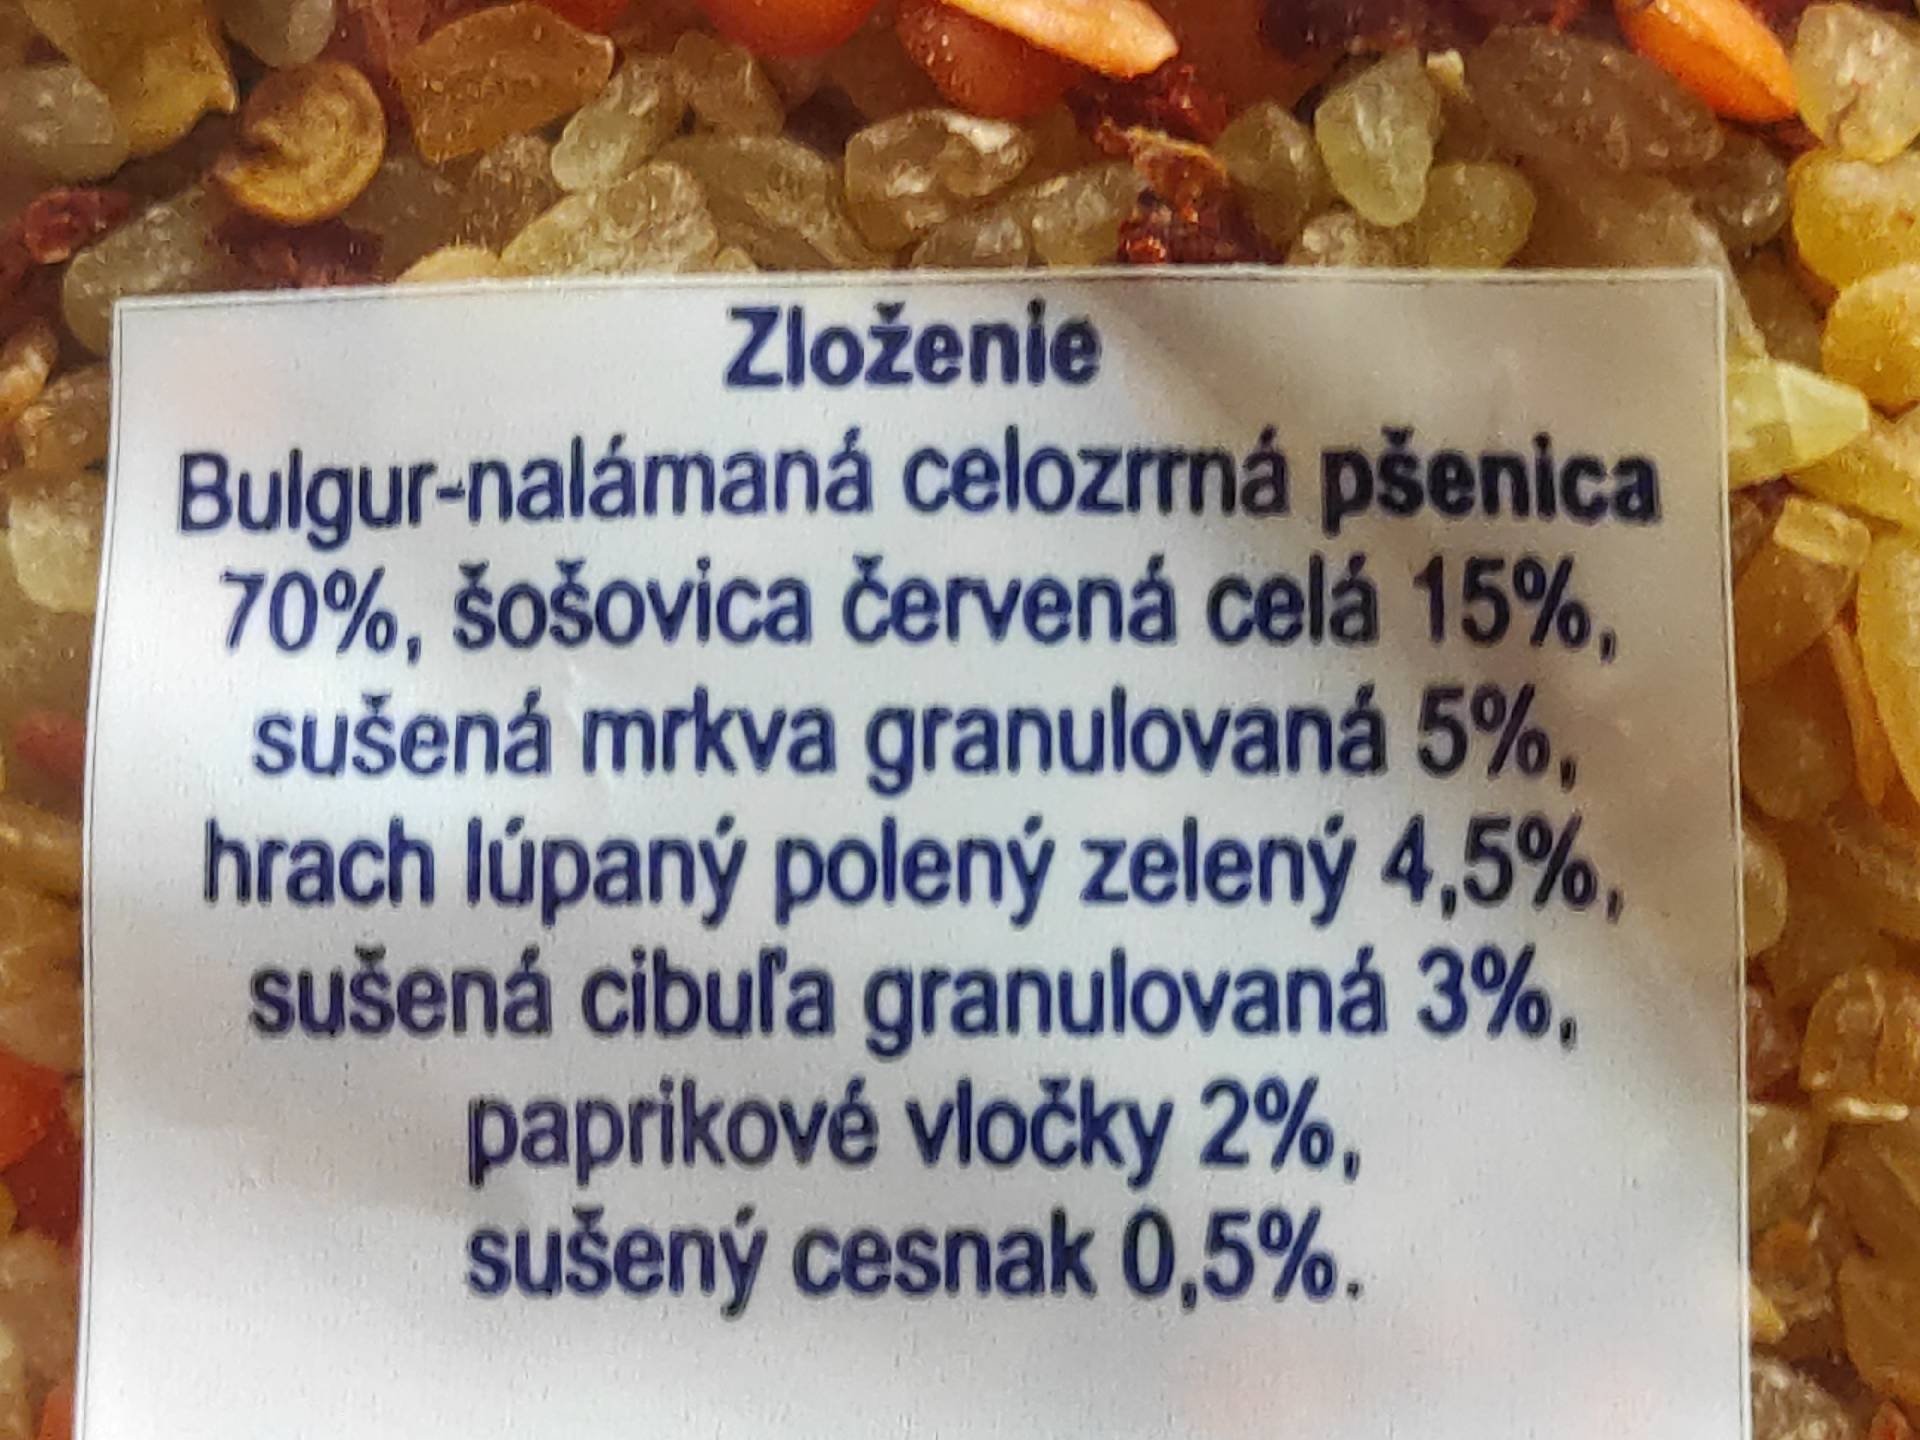 Zloženie
Bulgur-nalámaná celozrrná pšenica
70%, šošovica červená celá 15%,
sušená mrkva granulovaná 5%,
hrach lúpaný polený zelený 4,5%,
sušená cibuľa granulovaná 3%,
paprikové vločky 2%,
sušený cesnak 0,5%.